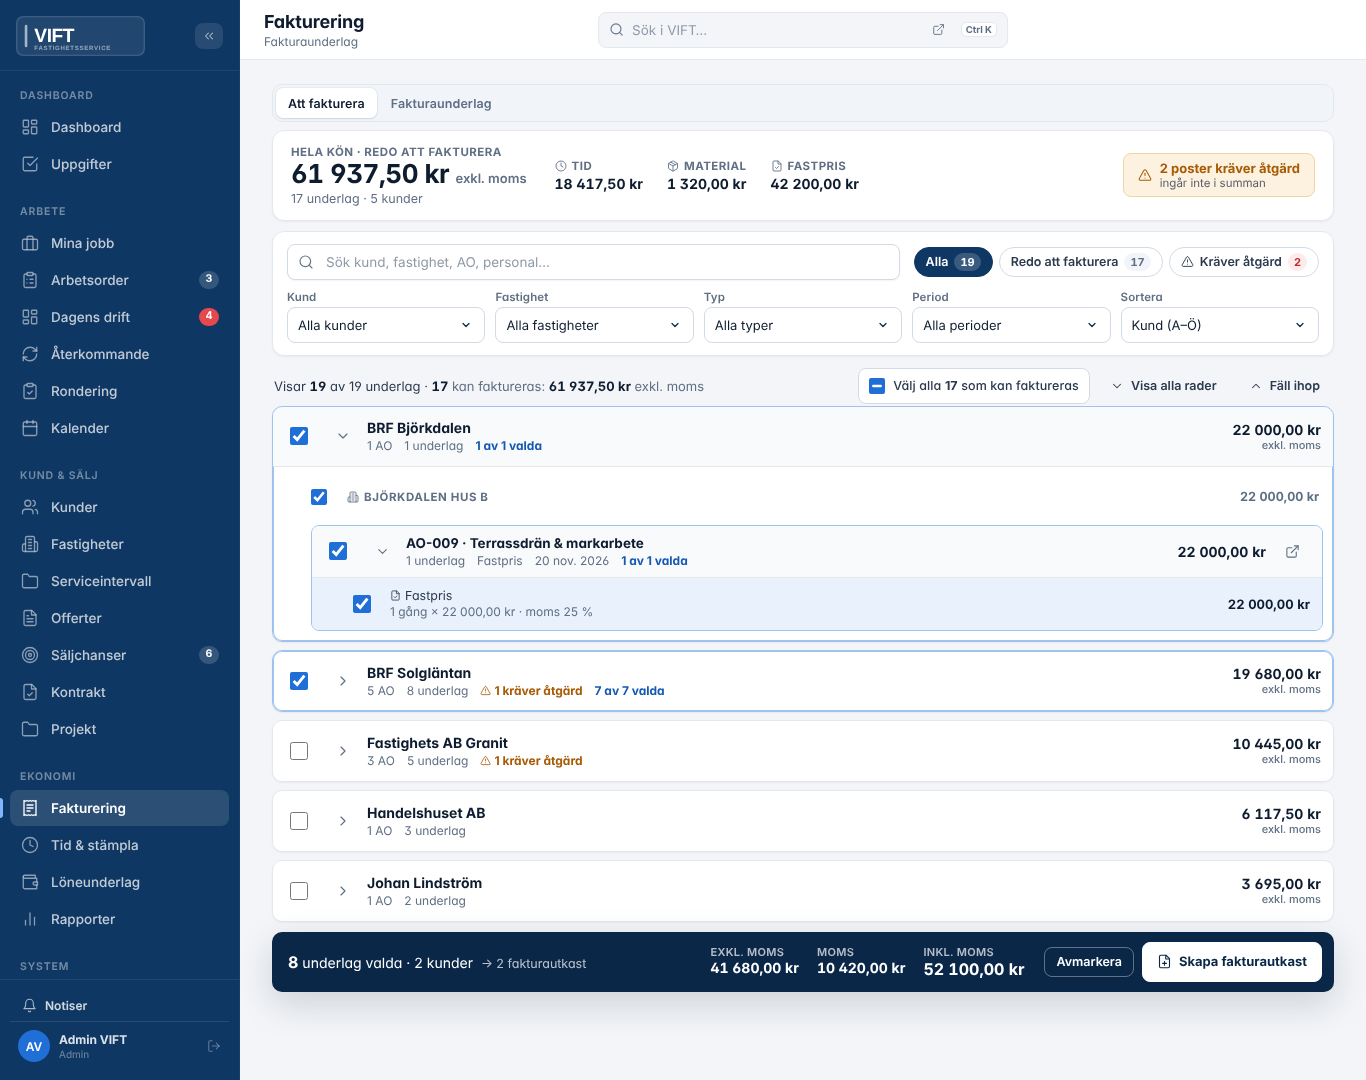 VIFT
FASTIGHETSSERVICE
DASHBOARD
Dashboard
Uppgifter
ARBETE
Mina jobb
Arbetsorder 3
Dagens drift 4
Återkommande
Rondering
Kalender
KUND & SÄLJ
Kunder
Fastigheter
Serviceintervall
Offerter
Säljchanser 6
Kontrakt
Projekt
EKONOMI
Fakturering
Tid & stämpla
Löneunderlag
Rapporter
SYSTEM
Notiser
AV Admin VIFT
Admin
Fakturering
Fakturaunderlag
Sök i VIFT... Ctrl K
Att fakturera Fakturaunderlag
HELA KÖN · REDO ATT FAKTURERA
61 937,50 kr exkl. moms
17 underlag · 5 kunder
TID
18 417,50 kr
MATERIAL
1 320,00 kr
FASTPRIS
42 200,00 kr
2 poster kräver åtgärd
ingår inte i summan
Sök kund, fastighet, AO, personal...
Alla 19 Redo att fakturera 17 Kräver åtgärd 2
Kund Fastighet Typ Period Sortera
Alla kunder Alla fastigheter Alla typer Alla perioder Kund (A–Ö)
Visar 19 av 19 underlag · 17 kan faktureras: 61 937,50 kr exkl. moms
Välj alla 17 som kan faktureras Visa alla rader Fäll ihop
BRF Björkdalen 22 000,00 kr
1 AO 1 underlag 1 av 1 valda exkl. moms
BJÖRKDALEN HUS B 22 000,00 kr
AO-009 · Terrassdrän & markarbete 22 000,00 kr
1 underlag Fastpris 20 nov. 2026 1 av 1 valda
Fastpris 22 000,00 kr
1 gång × 22 000,00 kr · moms 25 %
BRF Solgläntan 19 680,00 kr
5 AO 8 underlag 1 kräver åtgärd 7 av 7 valda exkl. moms
Fastighets AB Granit 10 445,00 kr
3 AO 5 underlag 1 kräver åtgärd exkl. moms
Handelshuset AB 6 117,50 kr
1 AO 3 underlag exkl. moms
Johan Lindström 3 695,00 kr
1 AO 2 underlag exkl. moms
8 underlag valda · 2 kunder → 2 fakturautkast
EXKL. MOMS MOMS INKL. MOMS
41 680,00 kr 10 420,00 kr 52 100,00 kr
Avmarkera Skapa fakturautkast